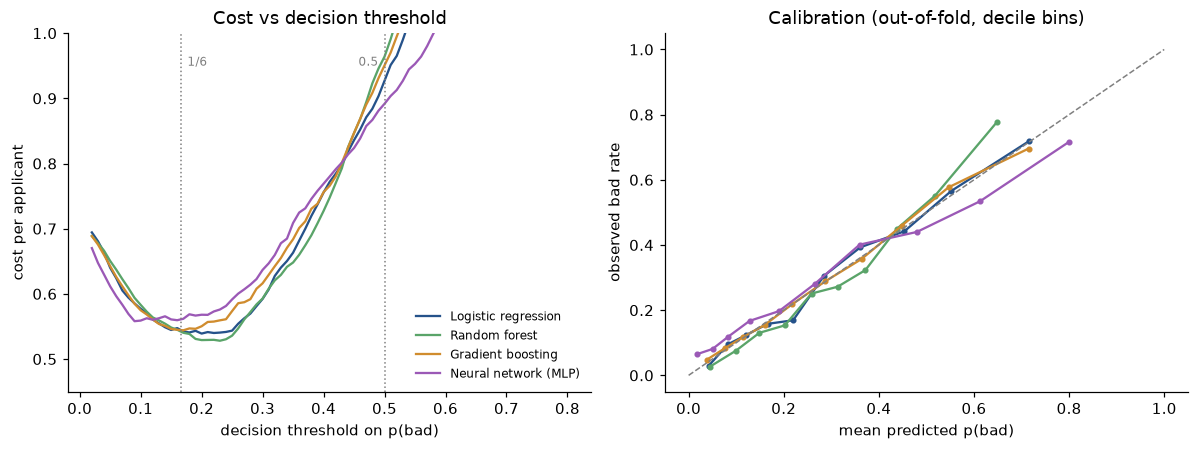 Cost vs decision threshold
1.0
0.9
0.8
0.7
0.6
0.5
cost per applicant
1/6
0.5
Logistic regression
Random forest
Gradient boosting
Neural network (MLP)
0.0 0.1 0.2 0.3 0.4 0.5 0.6 0.7 0.8
decision threshold on p(bad)
Calibration (out-of-fold, decile bins)
1.0
0.8
0.6
0.4
0.2
0.0
observed bad rate
0.0 0.2 0.4 0.6 0.8 1.0
mean predicted p(bad)